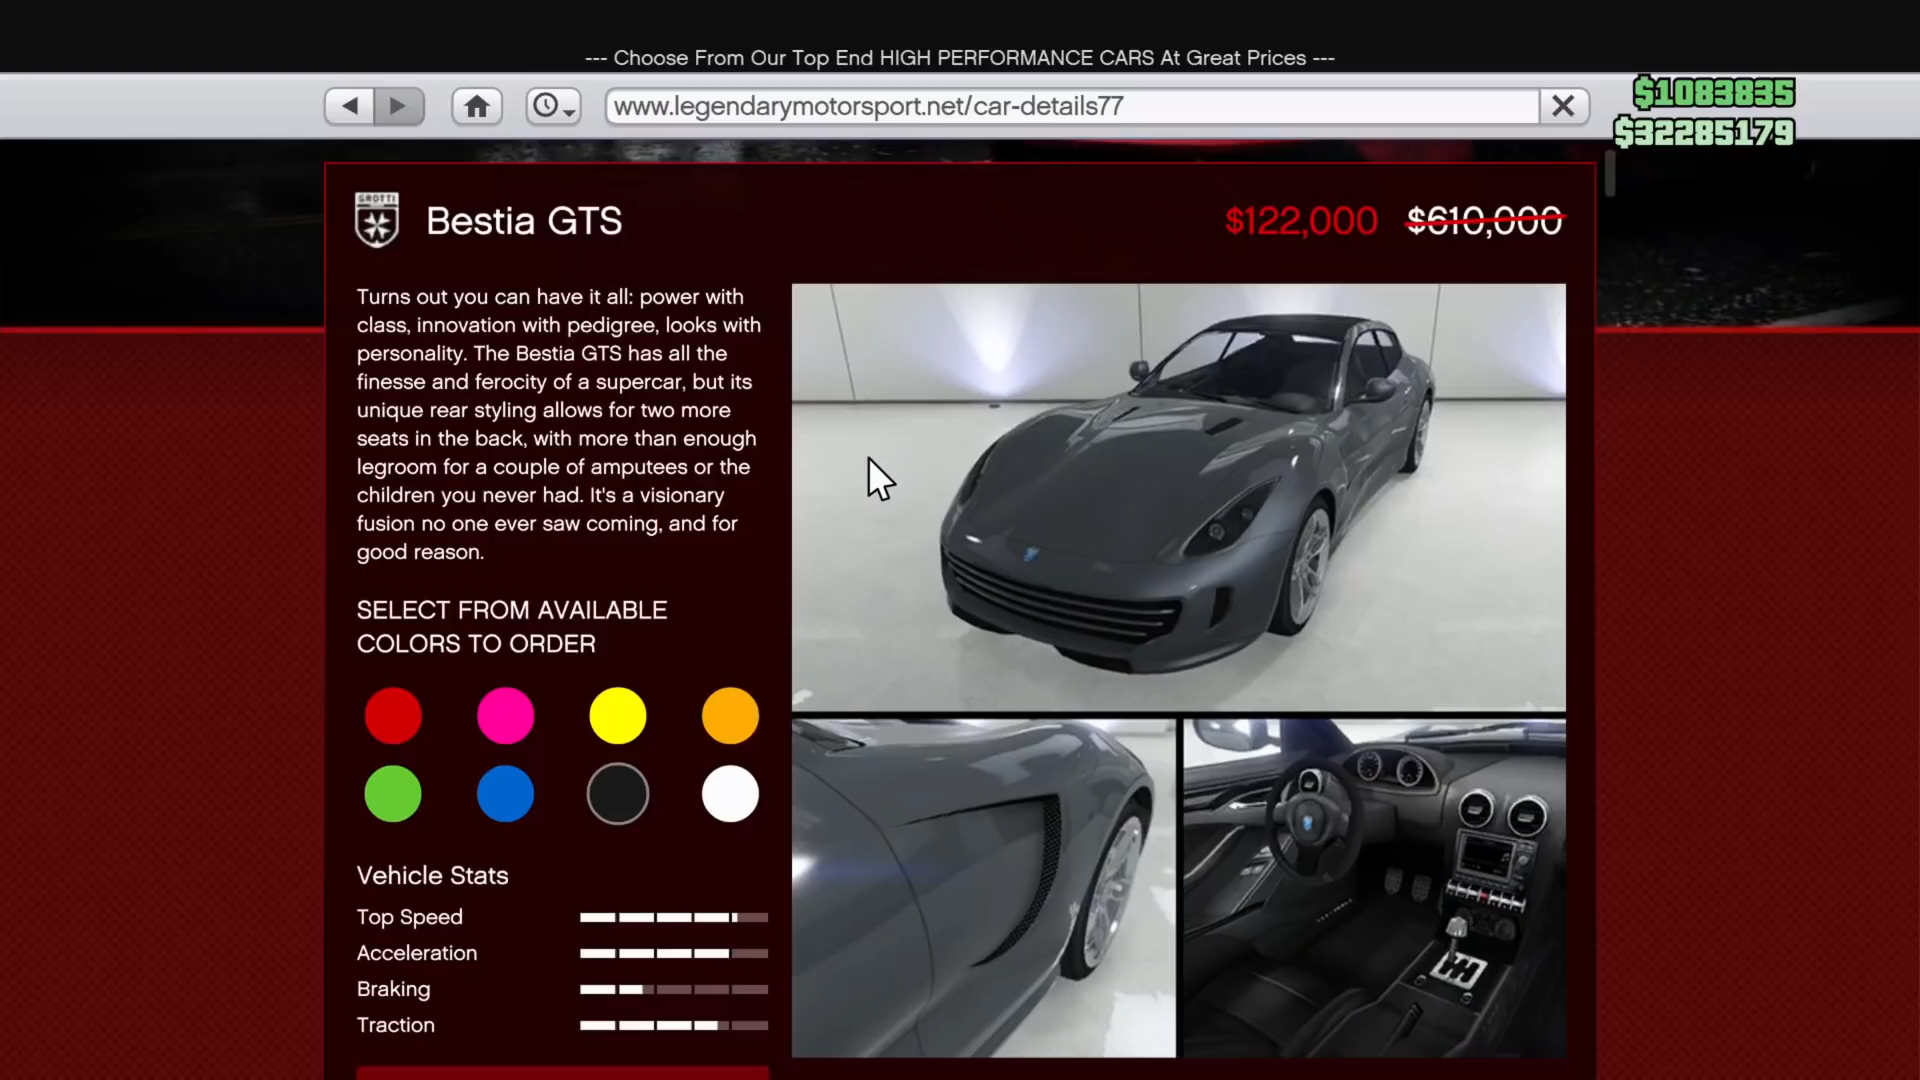 --- Choose From Our Top End HIGH PERFORMANCE CARS At Great Prices ---
www.legendarymotorsport.net/car-details77
$1083835
$32285179
GROTTI
Bestia GTS
$122,000 $610,000
Turns out you can have it all: power with
class, innovation with pedigree, looks with
personality. The Bestia GTS has all the
finesse and ferocity of a supercar, but its
unique rear styling allows for two more
seats in the back, with more than enough
legroom for a couple of amputees or the
children you never had. It's a visionary
fusion no one ever saw coming, and for
good reason.
SELECT FROM AVAILABLE
COLORS TO ORDER
Vehicle Stats
Top Speed
Acceleration
Braking
Traction